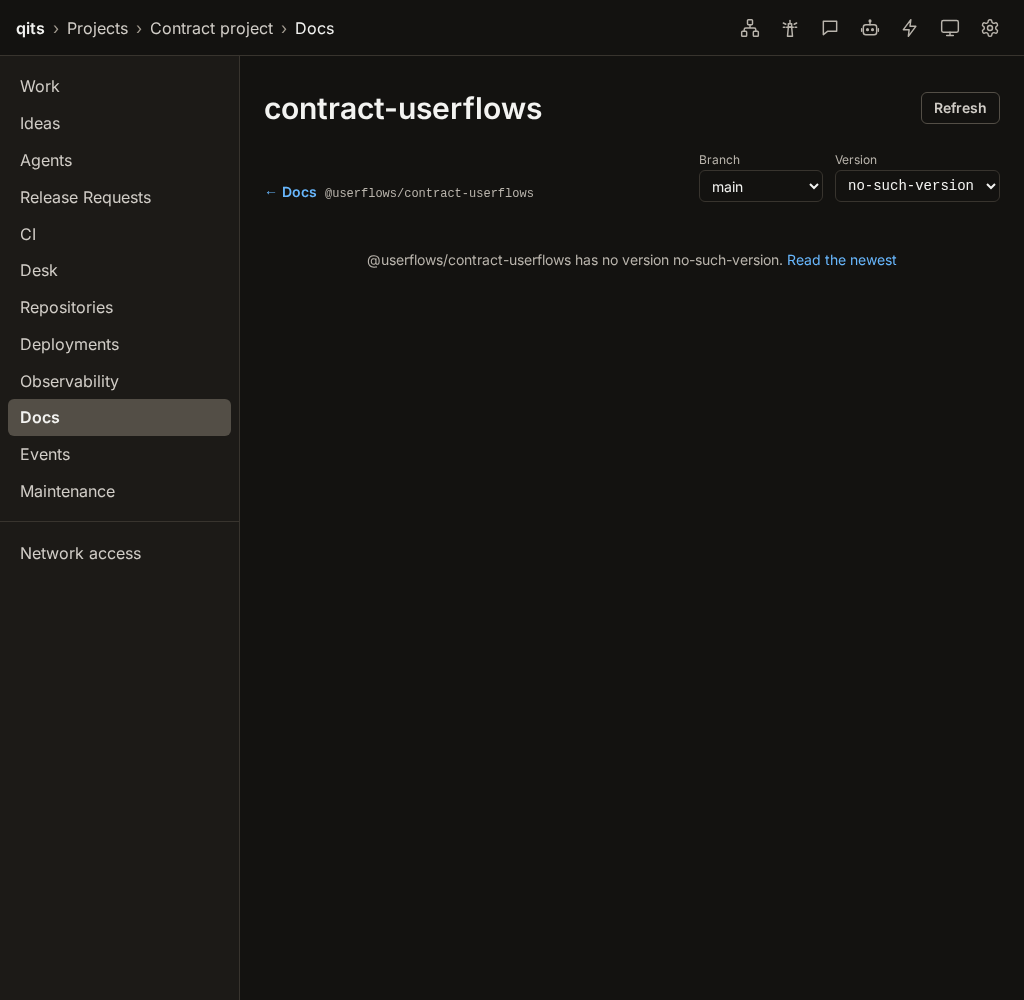 qits › Projects › Contract project › Docs
Work
Ideas
Agents
Release Requests
CI
Desk
Repositories
Deployments
Observability
Docs
Events
Maintenance
Network access
contract-userflows
Refresh
Branch
Version
← Docs @userflows/contract-userflows
main
no-such-version
@userflows/contract-userflows has no version no-such-version. Read the newest